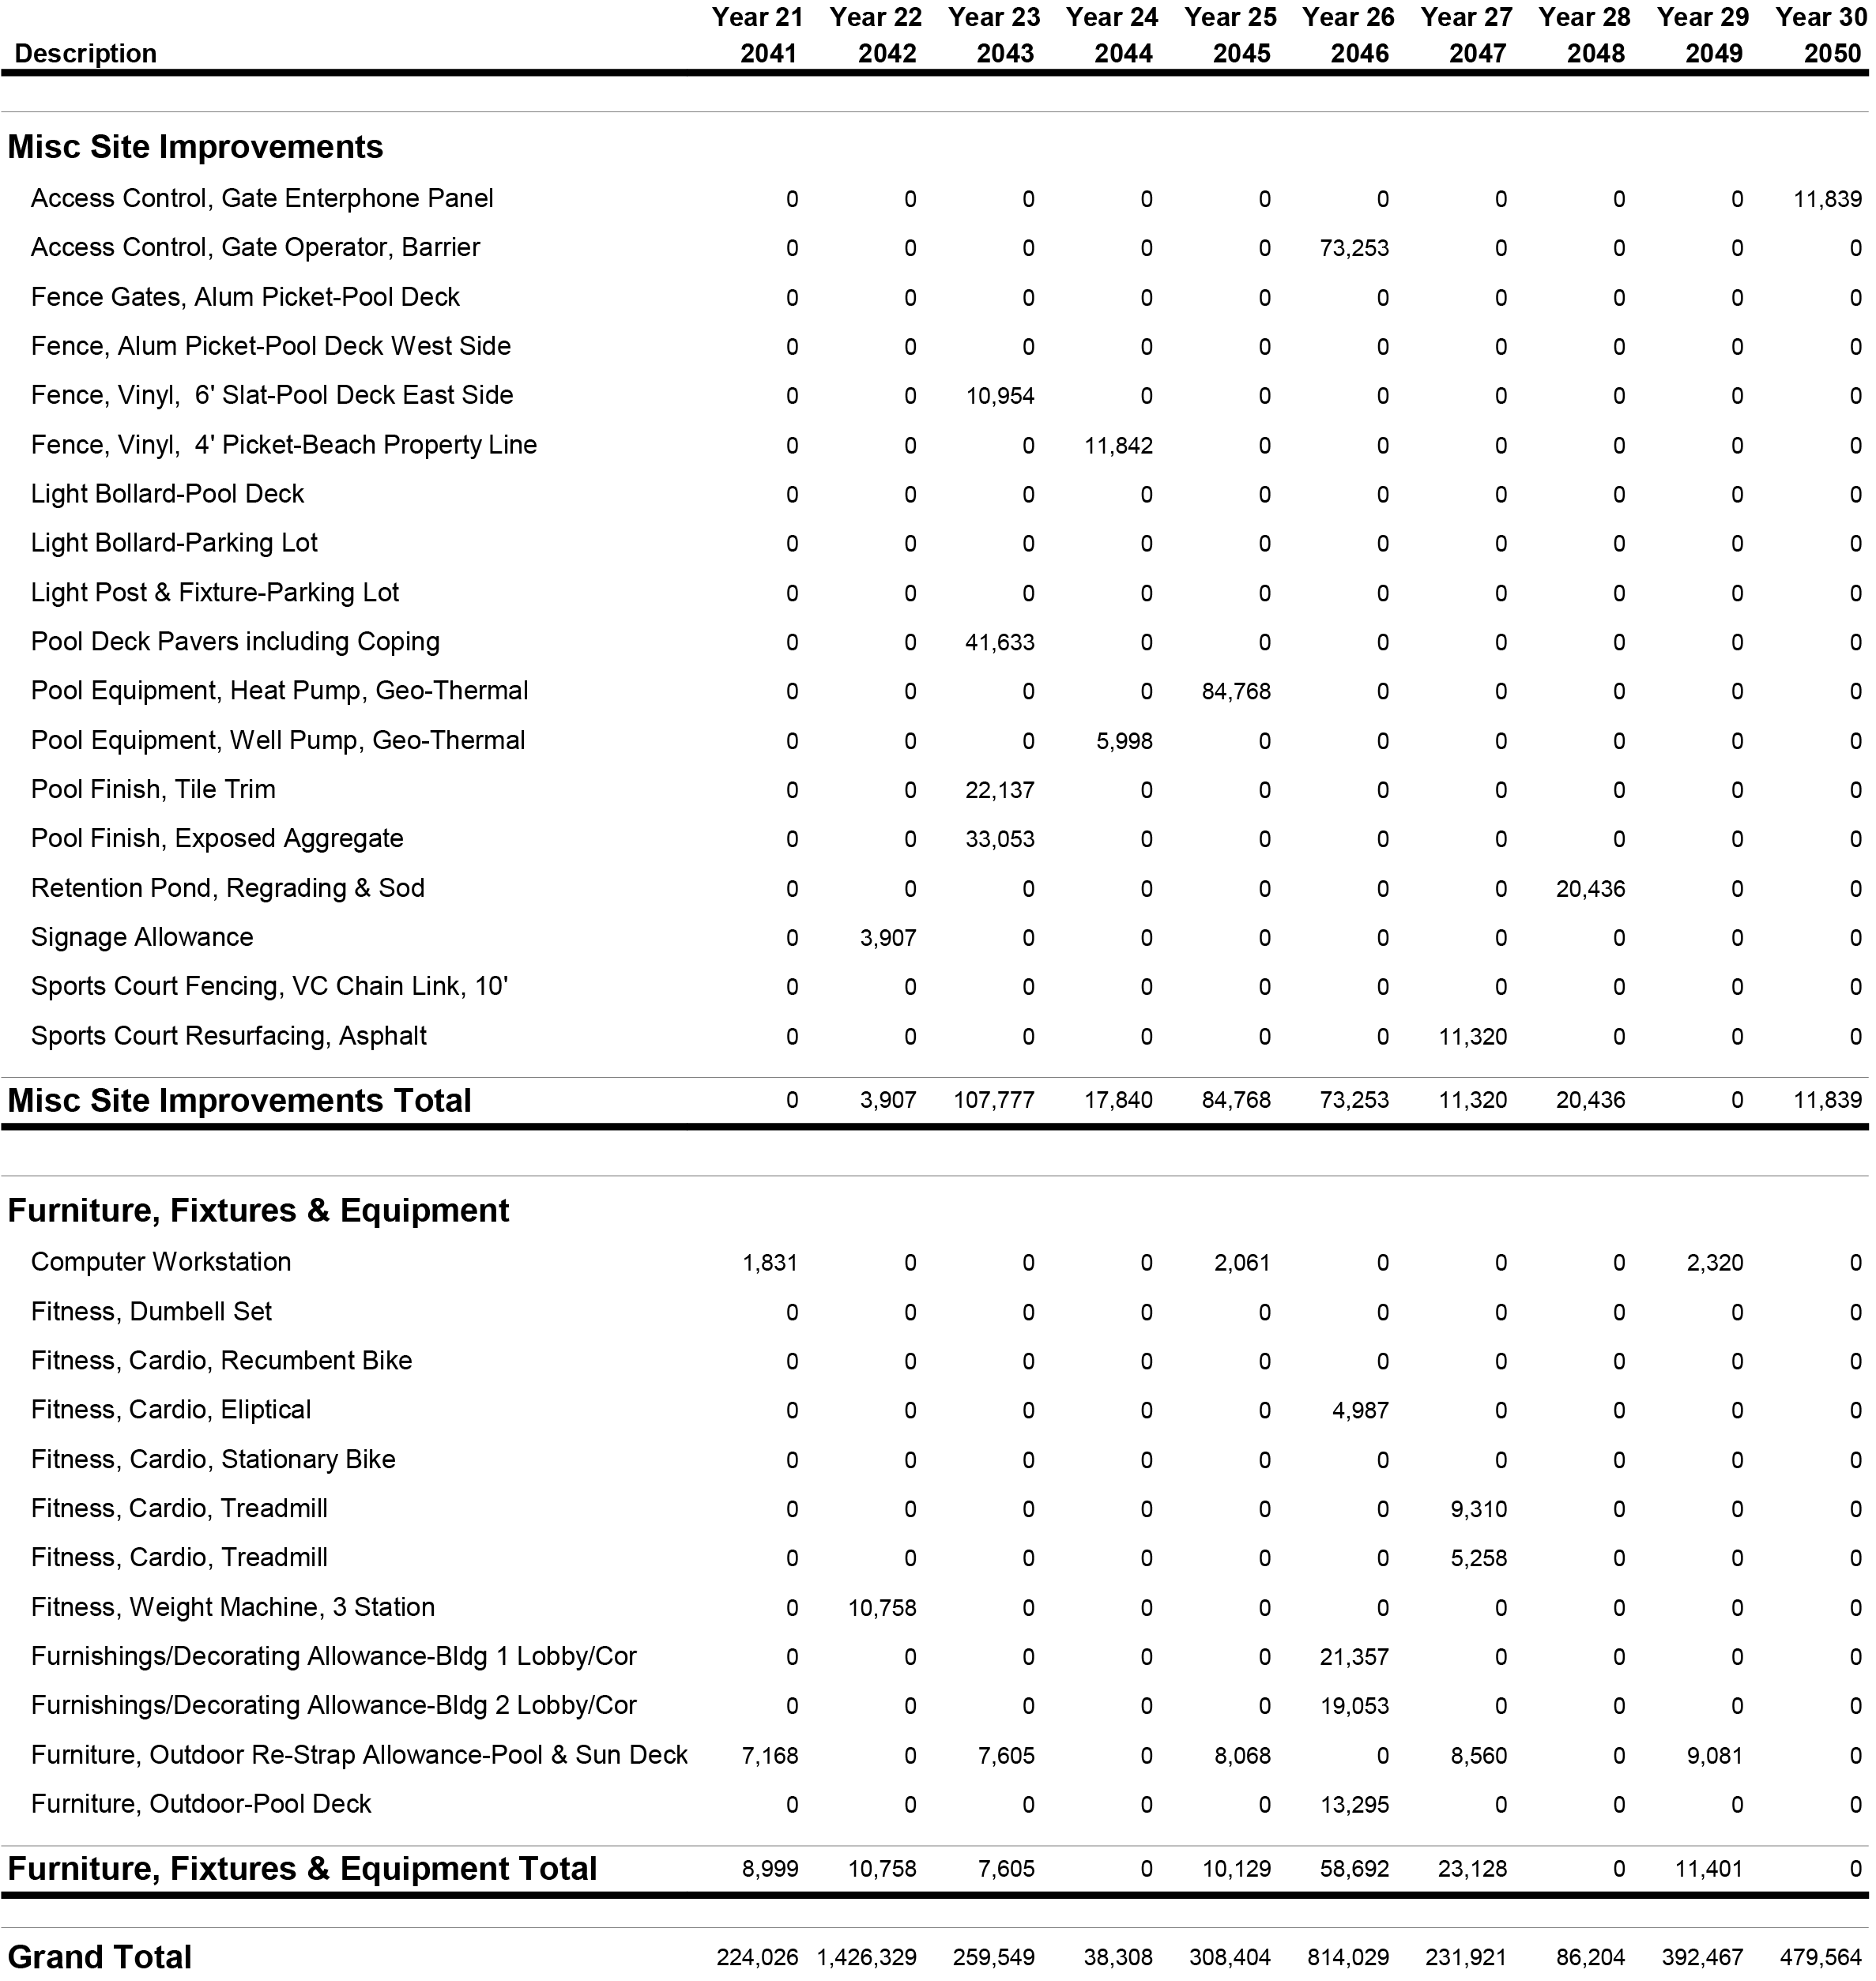 Year 21 Year 22 Year 23 Year 24 Year 25 Year 26 Year 27 Year 28 Year 29 Year 30
Description 2041 2042 2043 2044 2045 2046 2047 2048 2049 2050
Misc Site Improvements
Access Control, Gate Enterphone Panel 0 0 0 0 0 0 0 0 0 11,839
Access Control, Gate Operator, Barrier 0 0 0 0 0 73,253 0 0 0 0
Fence Gates, Alum Picket-Pool Deck 0 0 0 0 0 0 0 0 0 0
Fence, Alum Picket-Pool Deck West Side 0 0 0 0 0 0 0 0 0 0
Fence, Vinyl,  6' Slat-Pool Deck East Side 0 0 10,954 0 0 0 0 0 0 0
Fence, Vinyl,  4' Picket-Beach Property Line 0 0 0 11,842 0 0 0 0 0 0
Light Bollard-Pool Deck 0 0 0 0 0 0 0 0 0 0
Light Bollard-Parking Lot 0 0 0 0 0 0 0 0 0 0
Light Post & Fixture-Parking Lot 0 0 0 0 0 0 0 0 0 0
Pool Deck Pavers including Coping 0 0 41,633 0 0 0 0 0 0 0
Pool Equipment, Heat Pump, Geo-Thermal 0 0 0 0 84,768 0 0 0 0 0
Pool Equipment, Well Pump, Geo-Thermal 0 0 0 5,998 0 0 0 0 0 0
Pool Finish, Tile Trim 0 0 22,137 0 0 0 0 0 0 0
Pool Finish, Exposed Aggregate 0 0 33,053 0 0 0 0 0 0 0
Retention Pond, Regrading & Sod 0 0 0 0 0 0 0 20,436 0 0
Signage Allowance 0 3,907 0 0 0 0 0 0 0 0
Sports Court Fencing, VC Chain Link, 10' 0 0 0 0 0 0 0 0 0 0
Sports Court Resurfacing, Asphalt 0 0 0 0 0 0 11,320 0 0 0
Misc Site Improvements Total 0 3,907 107,777 17,840 84,768 73,253 11,320 20,436 0 11,839
Furniture, Fixtures & Equipment
Computer Workstation 1,831 0 0 0 2,061 0 0 0 2,320 0
Fitness, Dumbell Set 0 0 0 0 0 0 0 0 0 0
Fitness, Cardio, Recumbent Bike 0 0 0 0 0 0 0 0 0 0
Fitness, Cardio, Eliptical 0 0 0 0 0 4,987 0 0 0 0
Fitness, Cardio, Stationary Bike 0 0 0 0 0 0 0 0 0 0
Fitness, Cardio, Treadmill 0 0 0 0 0 0 9,310 0 0 0
Fitness, Cardio, Treadmill 0 0 0 0 0 0 5,258 0 0 0
Fitness, Weight Machine, 3 Station 0 10,758 0 0 0 0 0 0 0 0
Furnishings/Decorating Allowance-Bldg 1 Lobby/Cor 0 0 0 0 0 21,357 0 0 0 0
Furnishings/Decorating Allowance-Bldg 2 Lobby/Cor 0 0 0 0 0 19,053 0 0 0 0
Furniture, Outdoor Re-Strap Allowance-Pool & Sun Deck 7,168 0 7,605 0 8,068 0 8,560 0 9,081 0
Furniture, Outdoor-Pool Deck 0 0 0 0 0 13,295 0 0 0 0
Furniture, Fixtures & Equipment Total 8,999 10,758 7,605 0 10,129 58,692 23,128 0 11,401 0
Grand Total 224,026 1,426,329 259,549 38,308 308,404 814,029 231,921 86,204 392,467 479,564